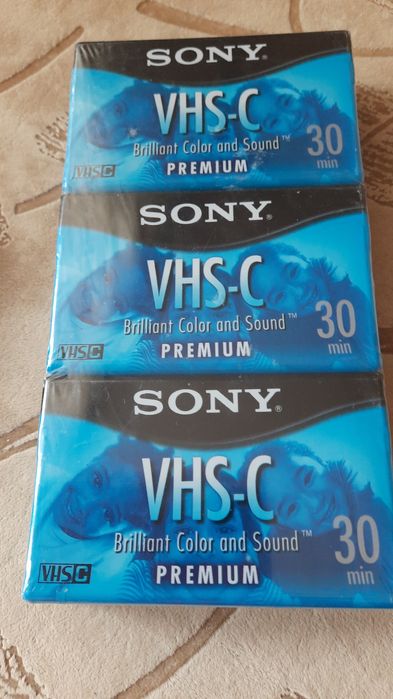 SONY®
VHS-C
Brilliant Color and Sound™
PREMIUM
30
min
VHSC
SONY®
VHS-C
Brilliant Color and Sound™
PREMIUM
30
min
VHSC
SONY®
VHS-C
Brilliant Color and Sound™
PREMIUM
30
min
VHSC